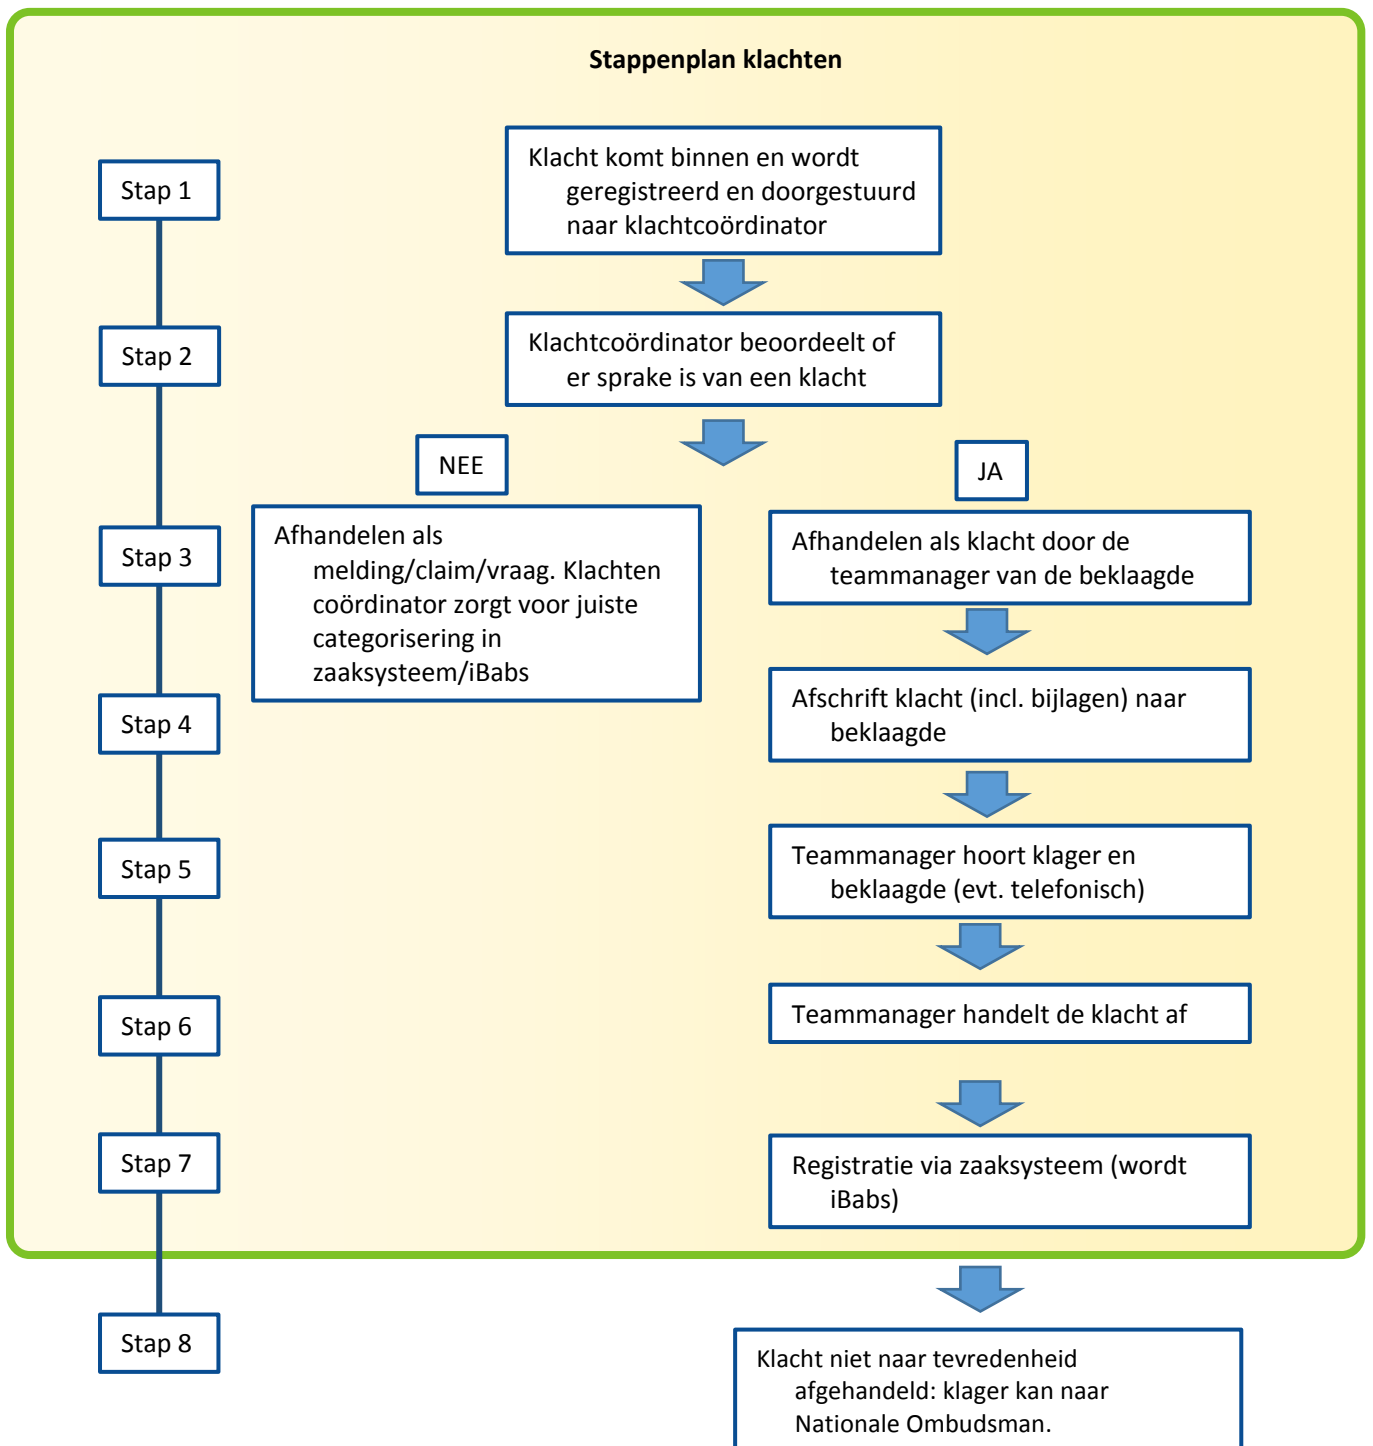 Stappenplan klachten
Stap 1
Klacht komt binnen en wordt
geregistreerd en doorgestuurd
naar klachtcoördinator
Stap 2
Klachtcoördinator beoordeelt of
er sprake is van een klacht
NEE
JA
Stap 3
Afhandelen als
melding/claim/vraag. Klachten
coördinator zorgt voor juiste
categorisering in
zaaksysteem/iBabs
Afhandelen als klacht door de
teammanager van de beklaagde
Stap 4
Afschrift klacht (incl. bijlagen) naar
beklaagde
Stap 5
Teammanager hoort klager en
beklaagde (evt. telefonisch)
Stap 6
Teammanager handelt de klacht af
Stap 7
Registratie via zaaksysteem (wordt
iBabs)
Stap 8
Klacht niet naar tevredenheid
afgehandeld: klager kan naar
Nationale Ombudsman.